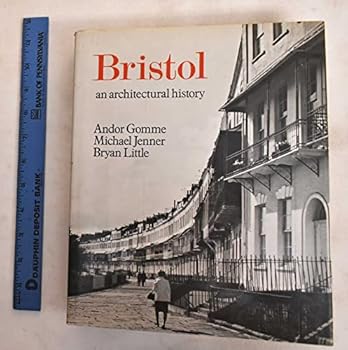 Bristol
an architectural history
Andor Gomme
Michael Jenner
Bryan Little
DAUPHIN DEPOSIT BANK
BANK OF PENNSYLVANIA